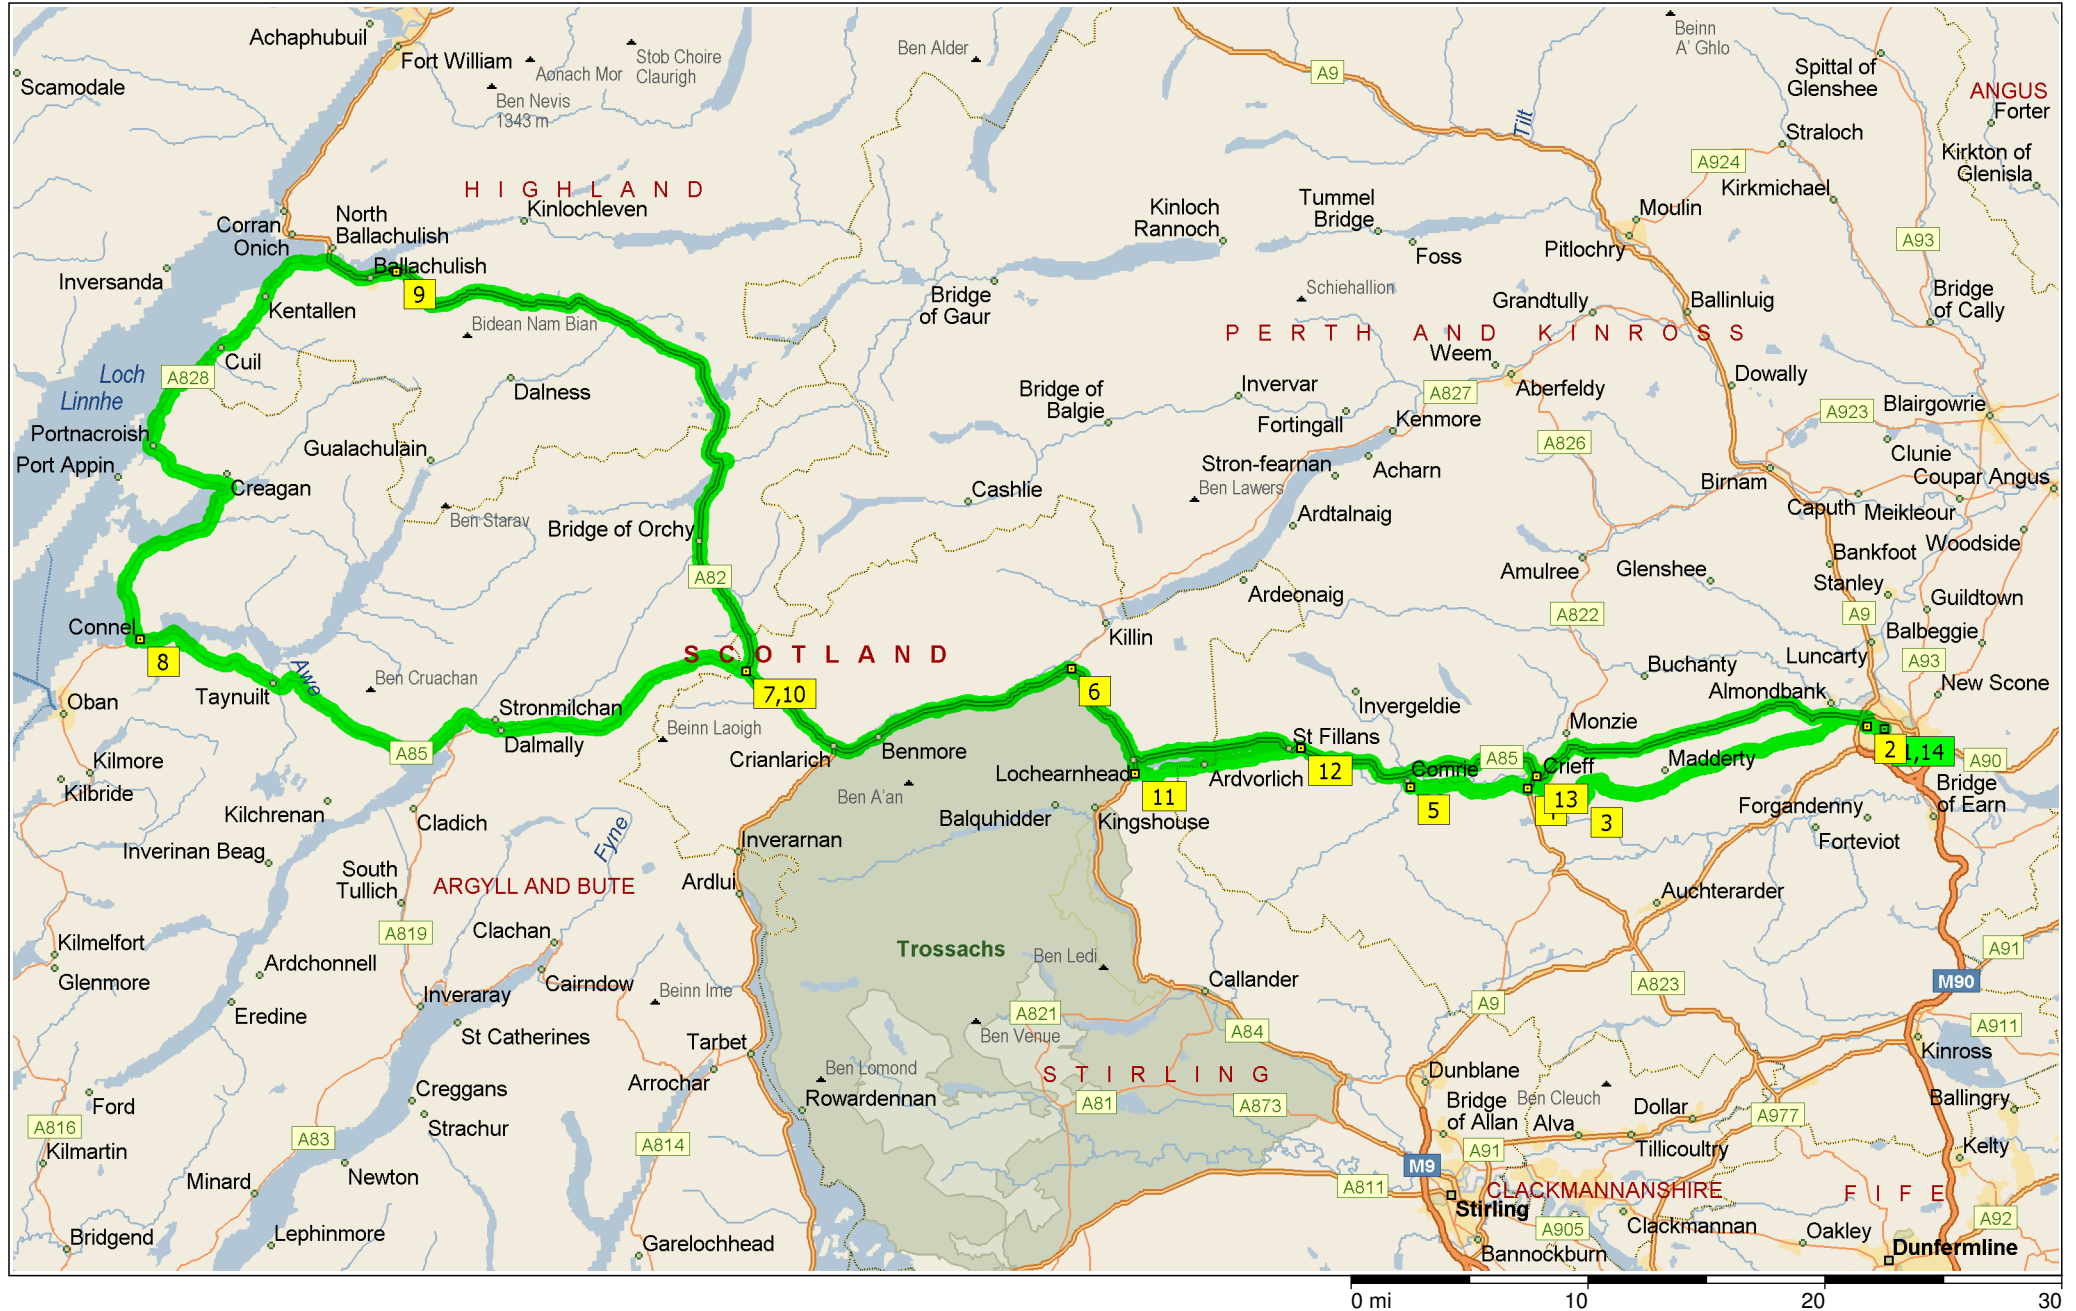 Achaphubuil
Fort William
Scamodale
Aonach Mor
Stob Choire
Claurigh
Ben Nevis
1343 m
Ben Alder
A9
Beinn
A' Ghlo
Spittal of
Glenshee
ANGUS
Forter
Tilt
Straloch
A924
Kirkton of
Glenisla
Kirkmichael
HIGHLAND
Kinlochleven
Corran
Onich
North
Ballachulish
Ballachulish
9
Inversanda
Kentallen
Bidean Nam Bian
Cuil
Loch
Linnhe
A828
Dalness
Portnacroish
Port Appin
Gualachulain
Creagan
Ben Starav
Bridge of Orchy
A82
Kinloch
Rannoch
Tummel
Bridge
Foss
Moulin
Pitlochry
A93
Bridge
of Gaur
Schiehallion
Grandtully
Ballinluig
Bridge
of Cally
PERTH AND KINROSS
Weem
Aberfeldy
Dowally
Bridge of
Balgie
Invervar
A827
Fortingall
Kenmore
A923
Blairgowrie
A826
Clunie
Stron-fearnan
Acharn
Coupar Angus
Ben Lawers
Birnam
Cashlie
Caputh
Meikleour
Ardtalnaig
Woodside
Bankfoot
Amulree
Glenshee
Stanley
Ardeonaig
Guildtown
A822
A9
Balbeggie
Killin
Luncarty
A93
Connel
8
Awe
Ben Cruachan
SCOTLAND
7,10
6
Buchanty
Almondbank
New Scone
Oban
Taynuilt
Stronmilchan
Dalmally
A85
Beinn Laoigh
Crianlarich
Benmore
Invergeldie
Monzie
St Fillans
12
Lochearnhead
Ardvorlich
11
Comrie
5
A85
Crieff
13
3
Madderty
2
1,14
A90
Bridge
of Earn
Kilmore
Kilbride
Kilchrenan
Cladich
Fyne
Ben A'an
Balquhidder
Kingshouse
Forgandenny
Forteviot
Inverinan Beag
South
Tullich
Inverarnan
Ardlui
ARGYLL AND BUTE
Auchterarder
A819
Clachan
Kilmelfort
Glenmore
Ardchonnell
Trossachs
Ben Ledi
Callander
A91
M90
Cairndow
Beinn Ime
Inveraray
Eredine
St Catherines
A821
Ben Venue
A84
A9
A823
A911
Kinross
Tarbet
Arrochar
Ben Lomond
Rowardennan
STIRLING
Dunblane
Ben Cleuch
Bridge
of Allan
Alva
Dollar
A977
Ballingry
Creggans
Strachur
Ford
A81
A873
A816
Kilmartin
A83
A814
A91
Tillicoultry
Kelty
M9
A811
Minard
Newton
CLACKMANNANSHIRE
FIFE
Stirling
A905
Clackmannan
Oakley
A92
Bridgend
Lephinmore
Garelochhead
Bannockburn
Dunfermline
0 mi
10
20
30